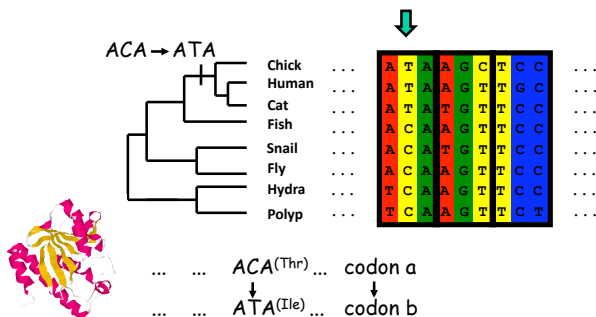 ACA → ATA
Chick ... A T A A G C T C C ...
Human ... A T A A G T T G C ...
Cat ... A T A T G T T C C ...
Fish ... A C A A G T T C C ...
Snail ... A C A T G T T C C ...
Fly ... A C A A G T T C C ...
Hydra ... T C A A G T T C C ...
Polyp ... T C A A G T T C T ...
... ... ACA(Thr) ... codon a
... ... ATA(Ile) ... codon b